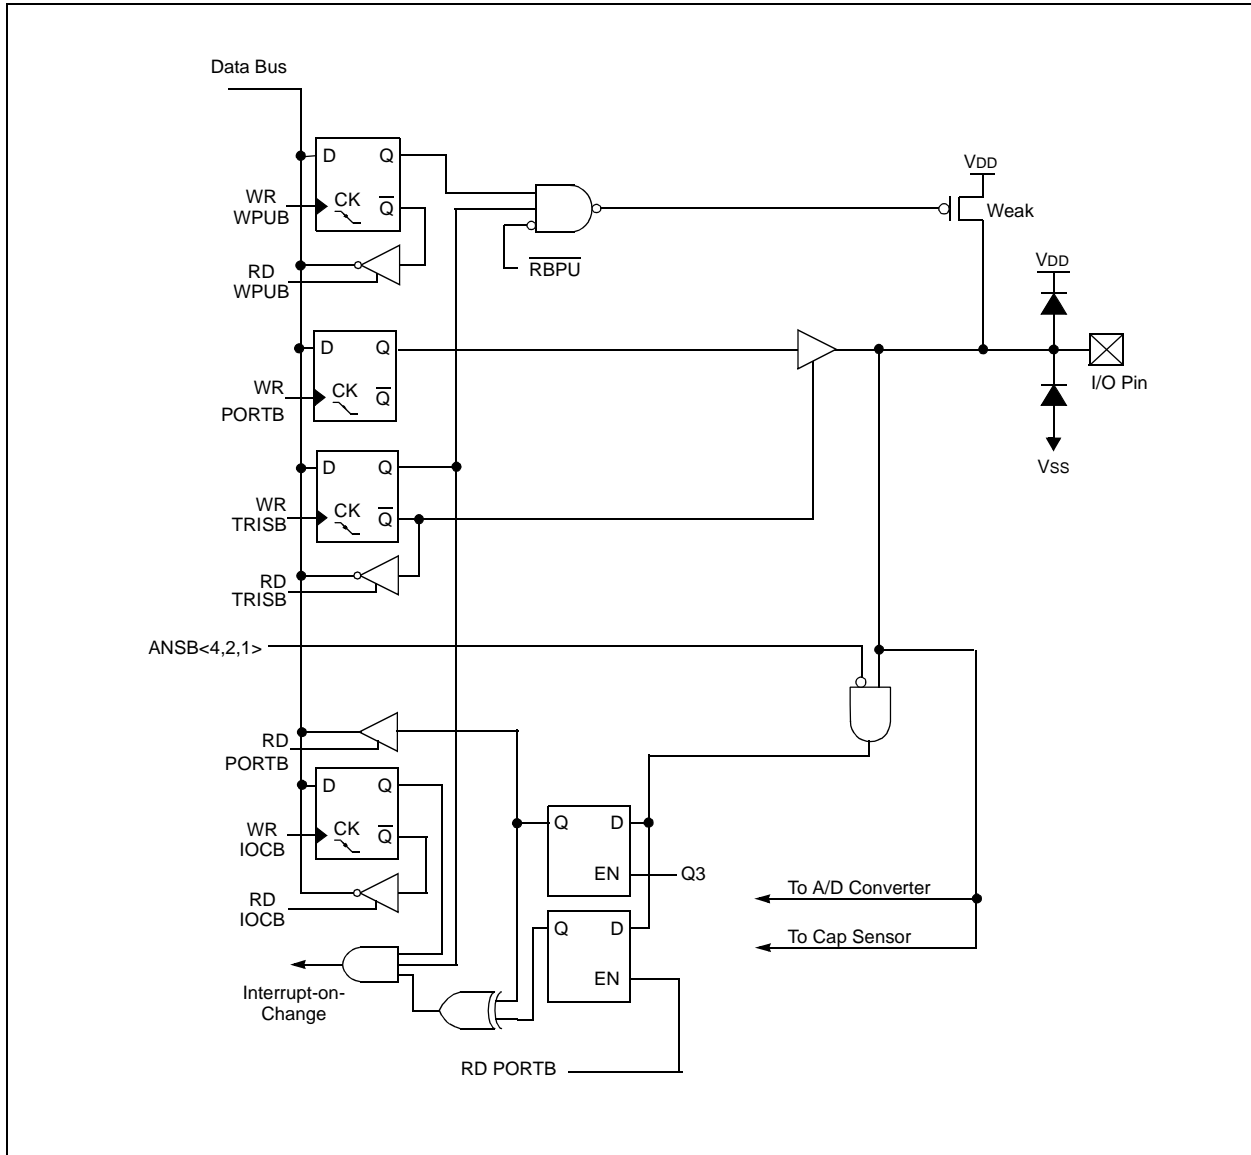 Data Bus
D Q
WR
WPUB
CK Q
RD
WPUB
RBPU
VDD
Weak
VDD
I/O Pin
VSS
D Q
WR
PORTB
CK Q
D Q
WR
TRISB
CK Q
RD
TRISB
ANSB<4,2,1>
RD
PORTB
D Q
WR
IOCB
CK Q
RD
IOCB
Q D
EN
Q3
Q D
EN
To A/D Converter
To Cap Sensor
Interrupt-on-
Change
RD PORTB